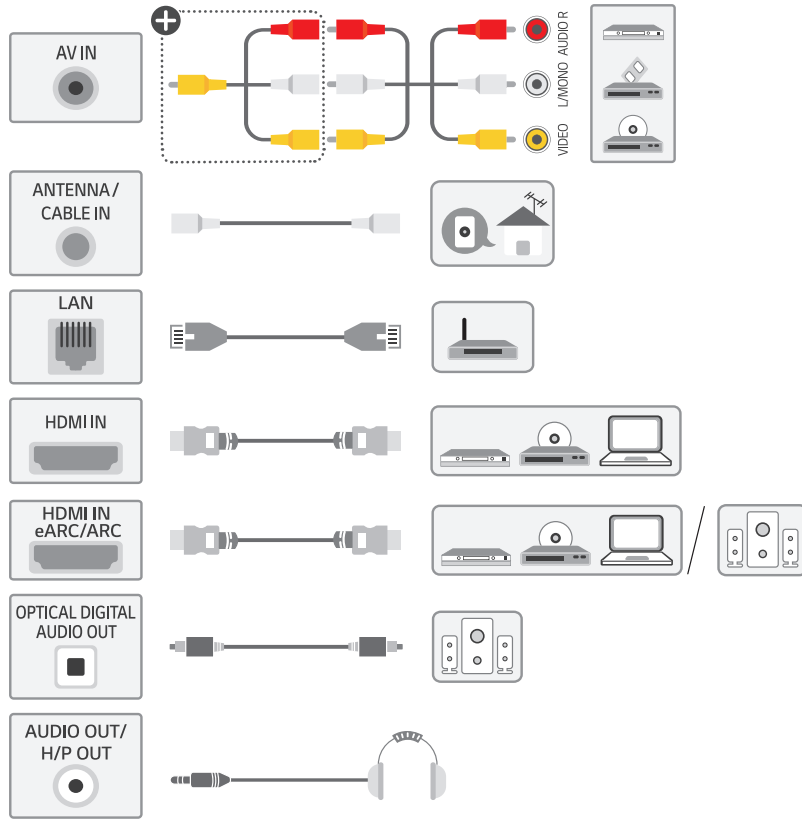 AV IN
AUDIO R
L/MONO
VIDEO
ANTENNA /
CABLE IN
LAN
HDMI IN
HDMI IN
eARC/ARC
OPTICAL DIGITAL
AUDIO OUT
AUDIO OUT/
H/P OUT